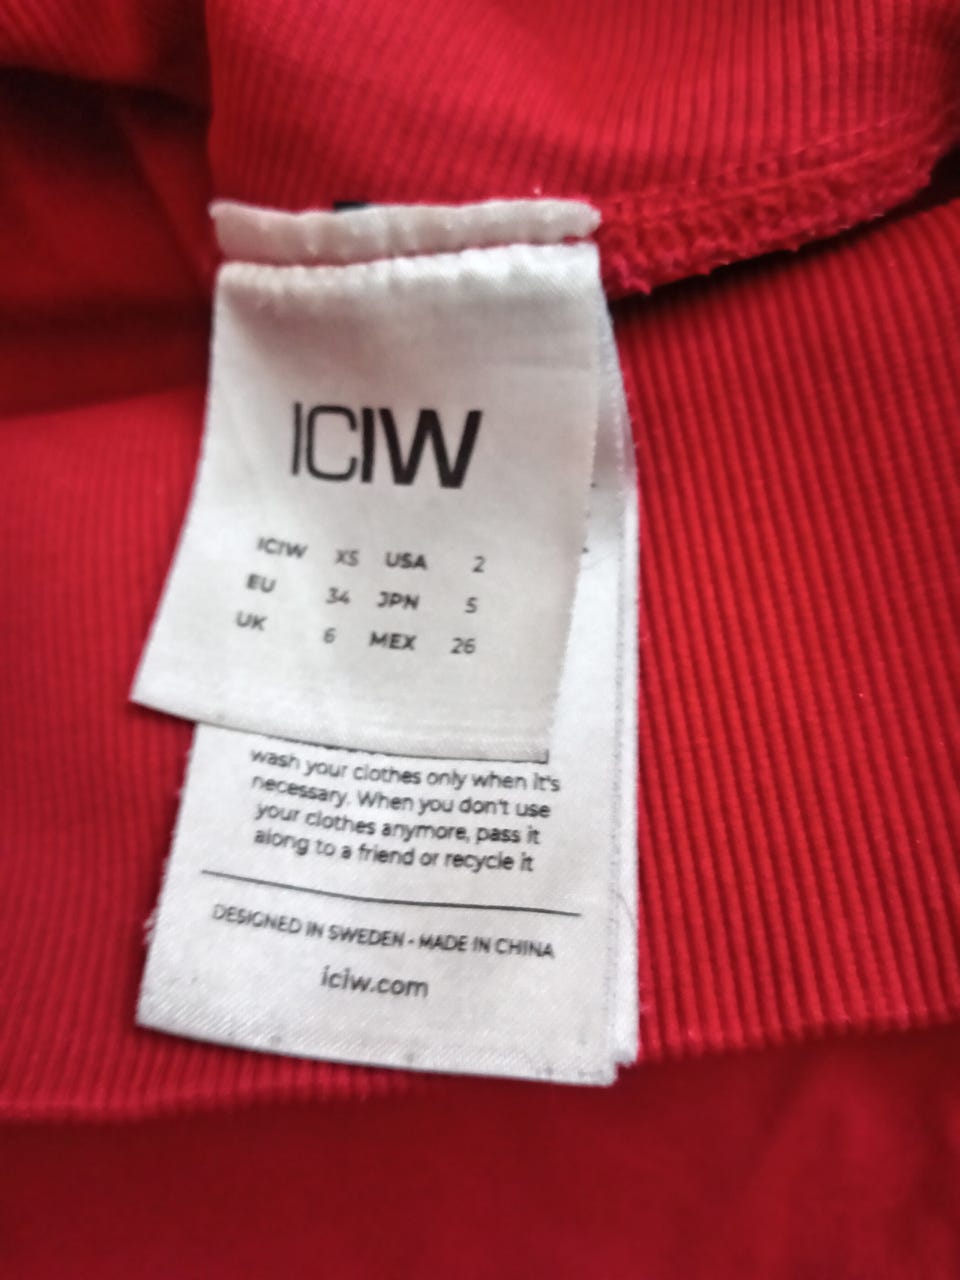 ICIW
ICIW XS USA 2
EU 34 JPN 5
UK 6 MEX 26
wash your clothes only when it's
necessary. When you don't use
your clothes anymore, pass it
along to a friend or recycle it
DESIGNED IN SWEDEN - MADE IN CHINA
iciw.com